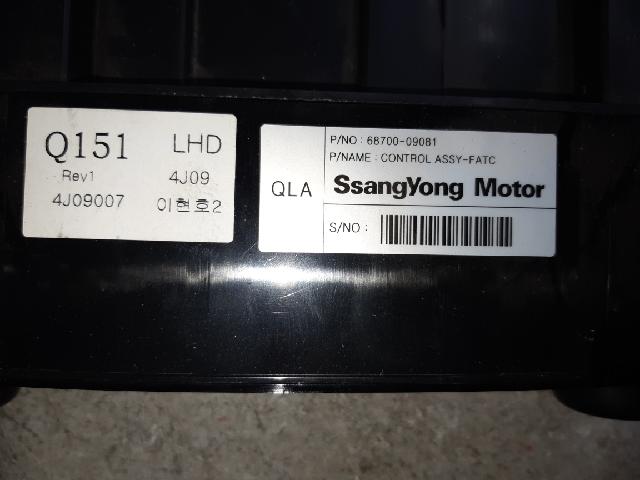 Q151 LHD
Rev1 4J09
4J09007 이현호2
QLA
P/NO : 68700-090B1
P/NAME : CONTROL ASSY-FATC
SsangYong Motor
S/NO :